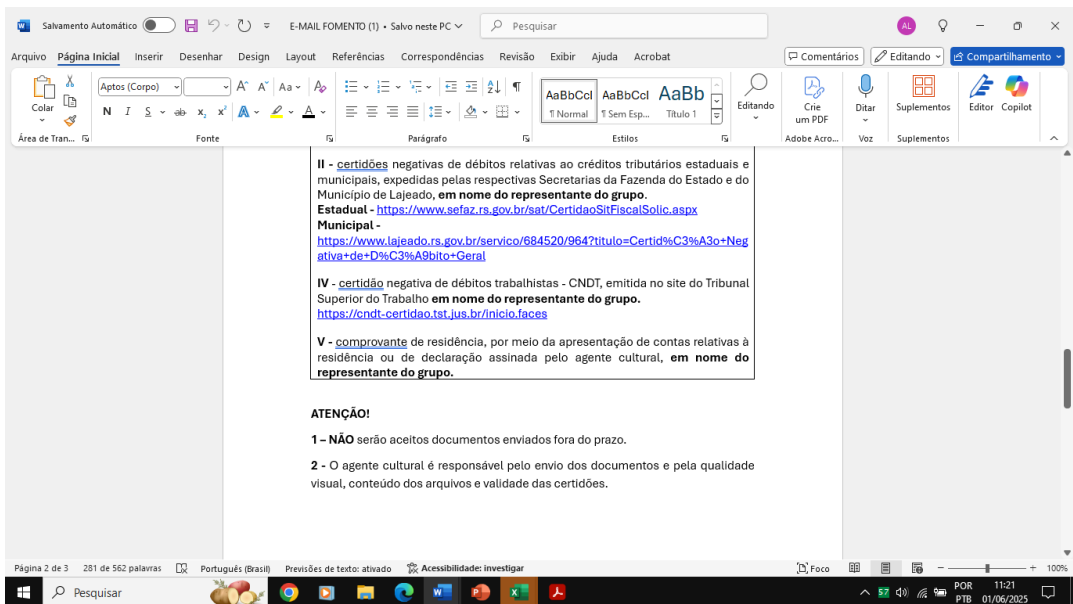 Salvamento Automático
E-MAIL FOMENTO (1) • Salvo neste PC
Pesquisar
AL
Arquivo Página Inicial Inserir Desenhar Design Layout Referências Correspondências Revisão Exibir Ajuda Acrobat
Comentários Editando Compartilhamento
Colar
Aptos (Corpo)
N I S ab x₂ x²
AaBbCcI AaBbCcI AaBb
¶ Normal ¶ Sem Esp... Título 1
Editando
Crie um PDF
Ditar
Suplementos
Editor
Copilot
Área de Tran... Fonte Parágrafo Estilos Adobe Acro... Voz Suplementos
II - certidões negativas de débitos relativas ao créditos tributários estaduais e
municipais, expedidas pelas respectivas Secretarias da Fazenda do Estado e do
Município de Lajeado, em nome do representante do grupo.
Estadual - https://www.sefaz.rs.gov.br/sat/CertidaoSitFiscalSolic.aspx
Municipal -
https://www.lajeado.rs.gov.br/servico/684520/964?titulo=Certid%C3%A3o+Neg
ativa+de+D%C3%A9bito+Geral
IV - certidão negativa de débitos trabalhistas - CNDT, emitida no site do Tribunal
Superior do Trabalho em nome do representante do grupo.
https://cndt-certidao.tst.jus.br/inicio.faces
V - comprovante de residência, por meio da apresentação de contas relativas à
residência ou de declaração assinada pelo agente cultural, em nome do
representante do grupo.
ATENÇÃO!
1 – NÃO serão aceitos documentos enviados fora do prazo.
2 - O agente cultural é responsável pelo envio dos documentos e pela qualidade
visual, conteúdo dos arquivos e validade das certidões.
Página 2 de 3 281 de 562 palavras Português (Brasil) Previsões de texto: ativado Acessibilidade: investigar Foco 100%
Pesquisar
57
POR 11:21
PTB 01/06/2025